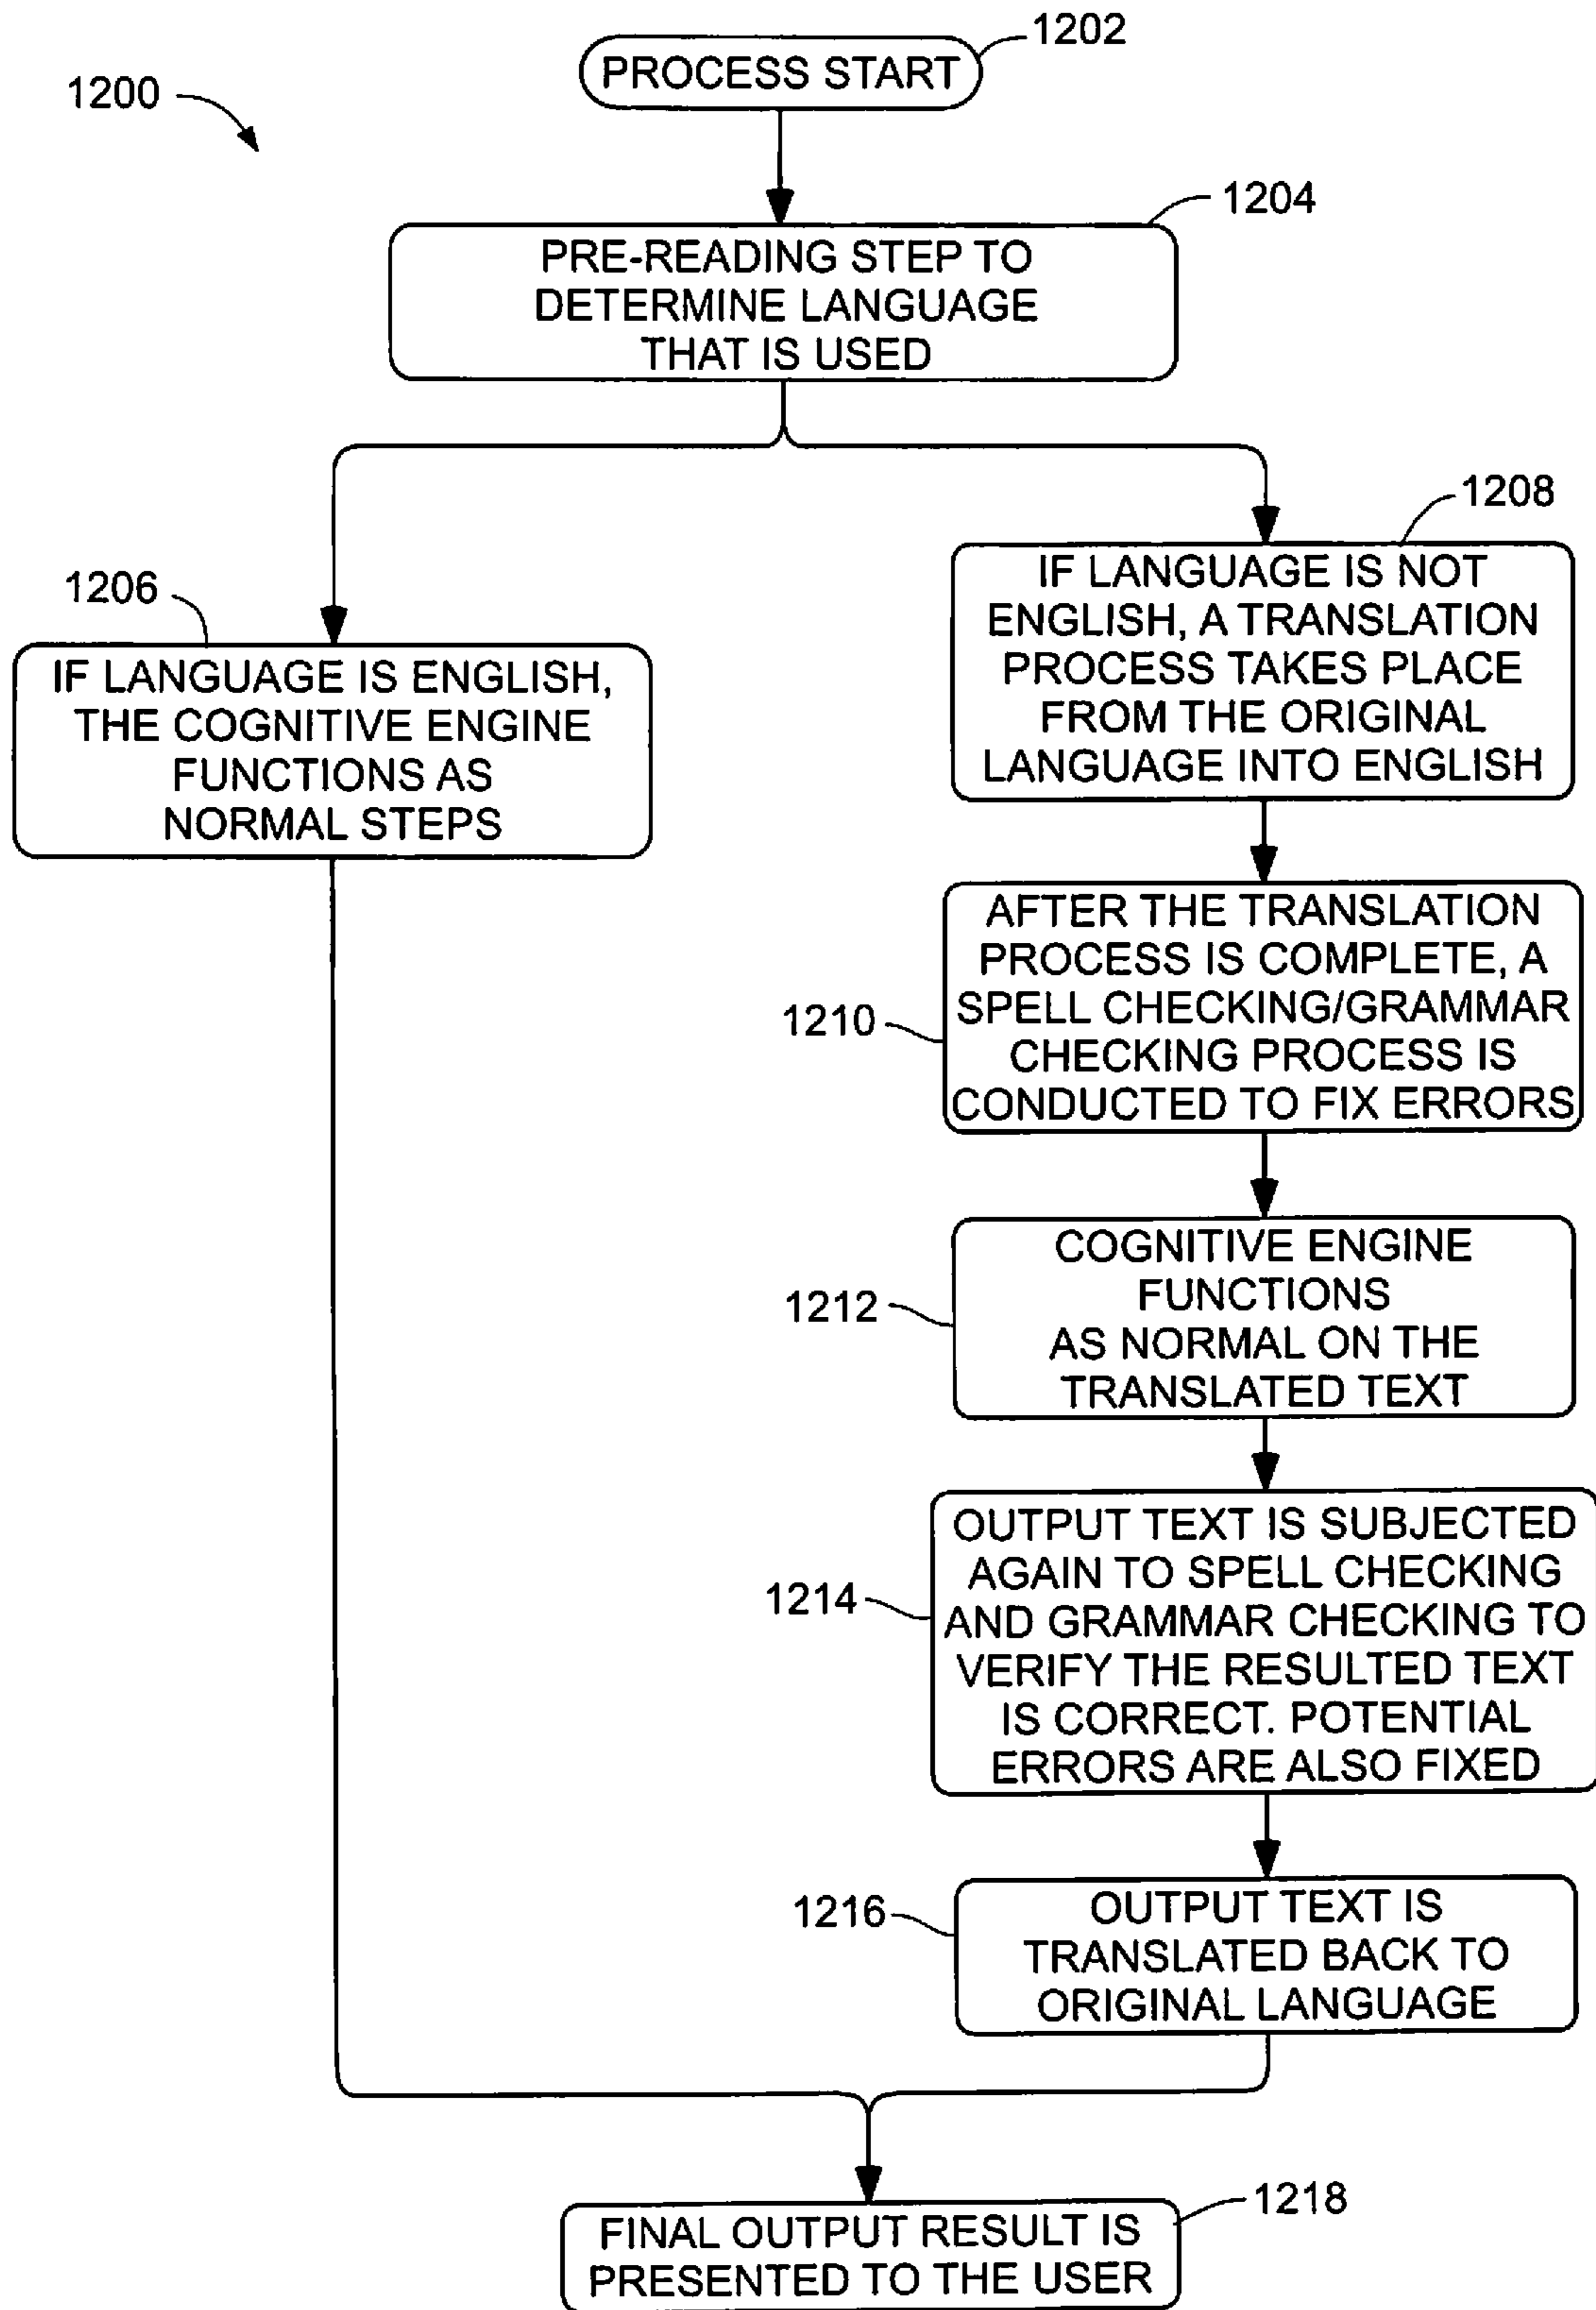 1202
PROCESS START
1200
1204
PRE-READING STEP TO
DETERMINE LANGUAGE
THAT IS USED
1208
IF LANGUAGE IS NOT
ENGLISH, A TRANSLATION
PROCESS TAKES PLACE
FROM THE ORIGINAL
LANGUAGE INTO ENGLISH
1206
IF LANGUAGE IS ENGLISH,
THE COGNITIVE ENGINE
FUNCTIONS AS
NORMAL STEPS
1210
AFTER THE TRANSLATION
PROCESS IS COMPLETE, A
SPELL CHECKING/GRAMMAR
CHECKING PROCESS IS
CONDUCTED TO FIX ERRORS
1212
COGNITIVE ENGINE
FUNCTIONS
AS NORMAL ON THE
TRANSLATED TEXT
1214
OUTPUT TEXT IS SUBJECTED
AGAIN TO SPELL CHECKING
AND GRAMMAR CHECKING TO
VERIFY THE RESULTED TEXT
IS CORRECT. POTENTIAL
ERRORS ARE ALSO FIXED
1216
OUTPUT TEXT IS
TRANSLATED BACK TO
ORIGINAL LANGUAGE
1218
FINAL OUTPUT RESULT IS
PRESENTED TO THE USER